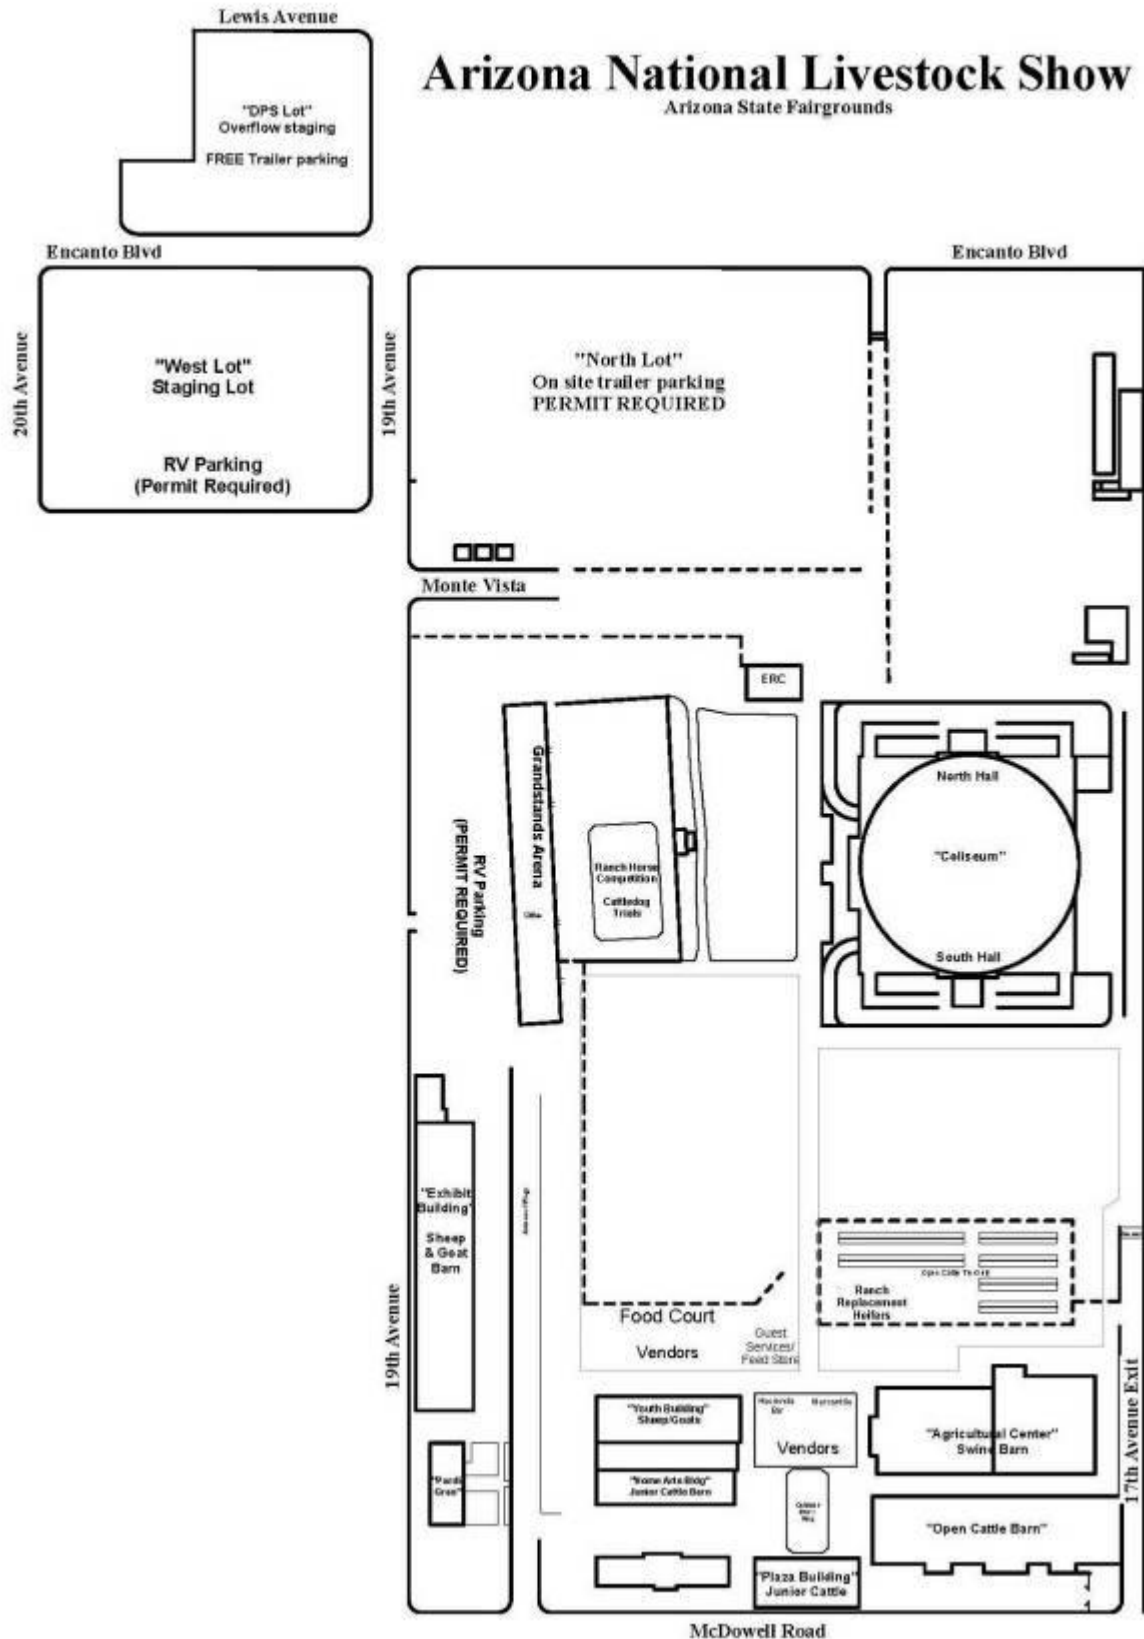 Lewis Avenue
Arizona National Livestock Show
Arizona State Fairgrounds
"DPS Lot"
Overflow staging
FREE Trailer parking
Encanto Blvd
Encanto Blvd
20th Avenue
"West Lot"
Staging Lot
RV Parking
(Permit Required)
19th Avenue
"North Lot"
On site trailer parking
PERMIT REQUIRED
Monte Vista
ERC
Grandstands Arena
RV Parking
(PERMIT REQUIRED)
Ranch Horse
Competition
Cattledog
Trials
North Hall
"Coliseum"
South Hall
"Exhibit
Building"
Sheep
& Goat
Barn
19th Avenue
Ranch
Replacement
Heifers
Food Court
Vendors
Guest
Services/
Feed Store
17th Avenue Exit
"Youth Building"
Sheep/Goats
"Home Arts Bldg"
Junior Cattle Barn
Hacienda
Bar
Mercantile
Vendors
"Agricultural Center"
Swine Barn
"Open Cattle Barn"
"Plaza Building"
Junior Cattle
McDowell Road